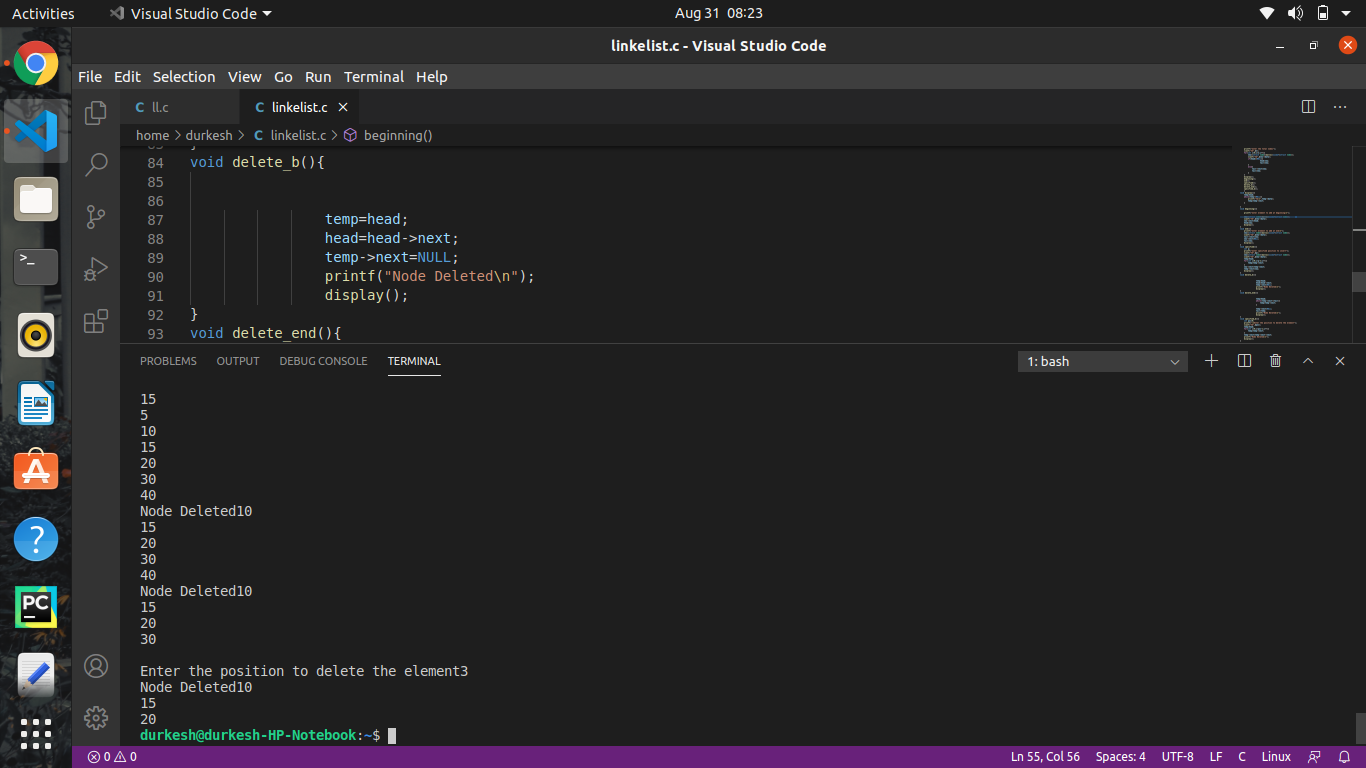 Activities Visual Studio Code Aug 31 08:23
linkelist.c - Visual Studio Code
File Edit Selection View Go Run Terminal Help
C ll.c C linkelist.c
home > durkesh > C linkelist.c > beginning()
83 }
84 void delete_b(){
85
86
87 temp=head;
88 head=head->next;
89 temp->next=NULL;
90 printf("Node Deleted\n");
91 display();
92 }
93 void delete_end(){
PROBLEMS OUTPUT DEBUG CONSOLE TERMINAL 1: bash
15
5
10
15
20
30
40
Node Deleted10
15
20
30
40
Node Deleted10
15
20
30
Enter the position to delete the element3
Node Deleted10
15
20
durkesh@durkesh-HP-Notebook:~$
>_
A
?
PC
0 0 Ln 55, Col 56 Spaces: 4 UTF-8 LF C Linux